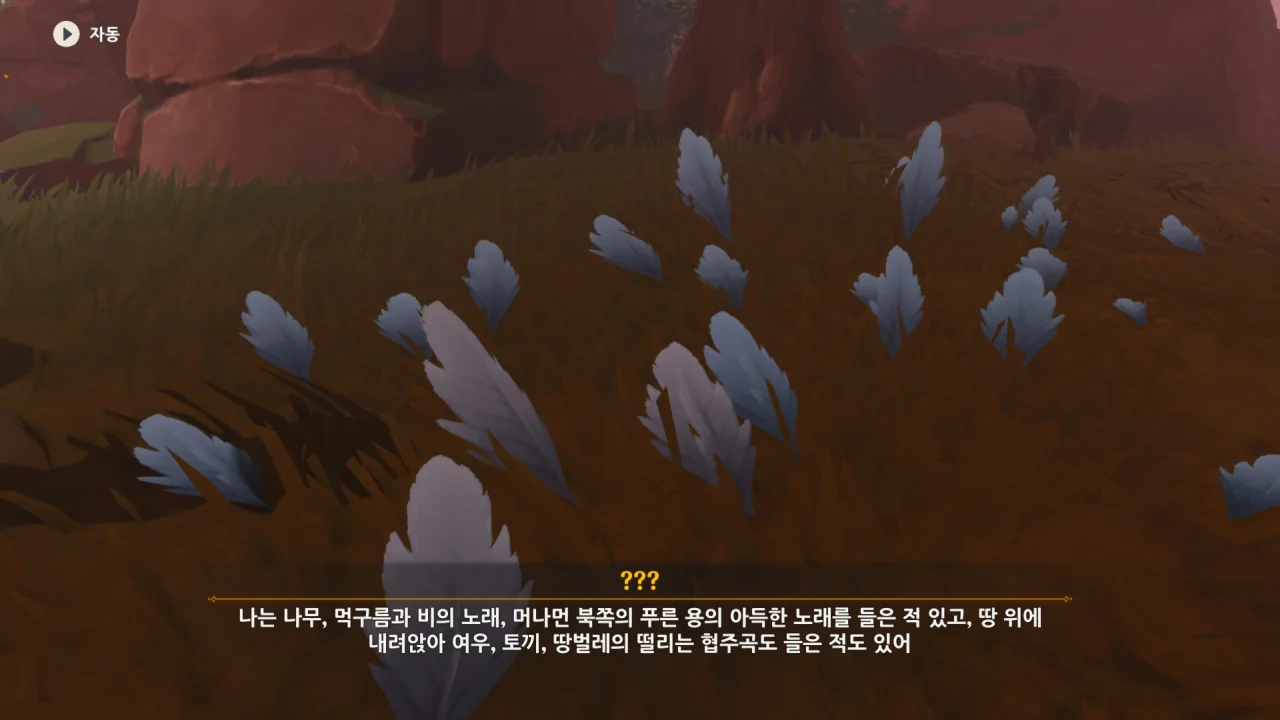 자동
???
나는 나무, 먹구름과 비의 노래, 머나먼 북쪽의 푸른 용의 아득한 노래를 들은 적 있고, 땅 위에
내려앉아 여우, 토끼, 땅벌레의 떨리는 협주곡도 들은 적도 있어